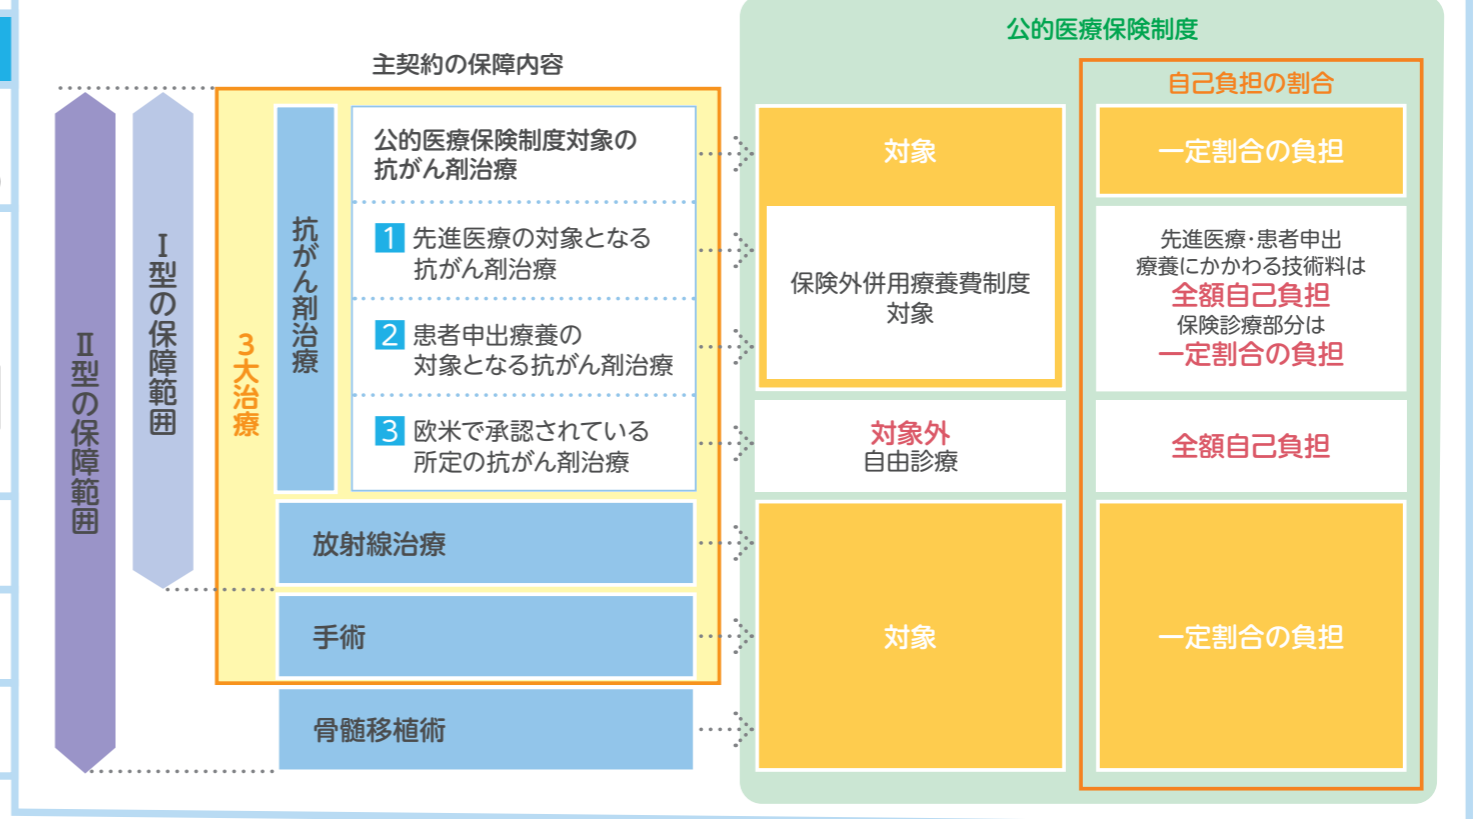 公的医療保険制度
主契約の保障内容
自己負担の割合
Ⅱ型の保障範囲
Ⅰ型の保障範囲
3大治療
抗がん剤治療
公的医療保険制度対象の
抗がん剤治療
対象
一定割合の負担
1 先進医療の対象となる
抗がん剤治療
2 患者申出療養の
対象となる抗がん剤治療
保険外併用療養費制度
対象
先進医療・患者申出
療養にかかわる技術料は
全額自己負担
保険診療部分は
一定割合の負担
3 欧米で承認されている
所定の抗がん剤治療
対象外
自由診療
全額自己負担
放射線治療
手術
骨髄移植術
対象
一定割合の負担